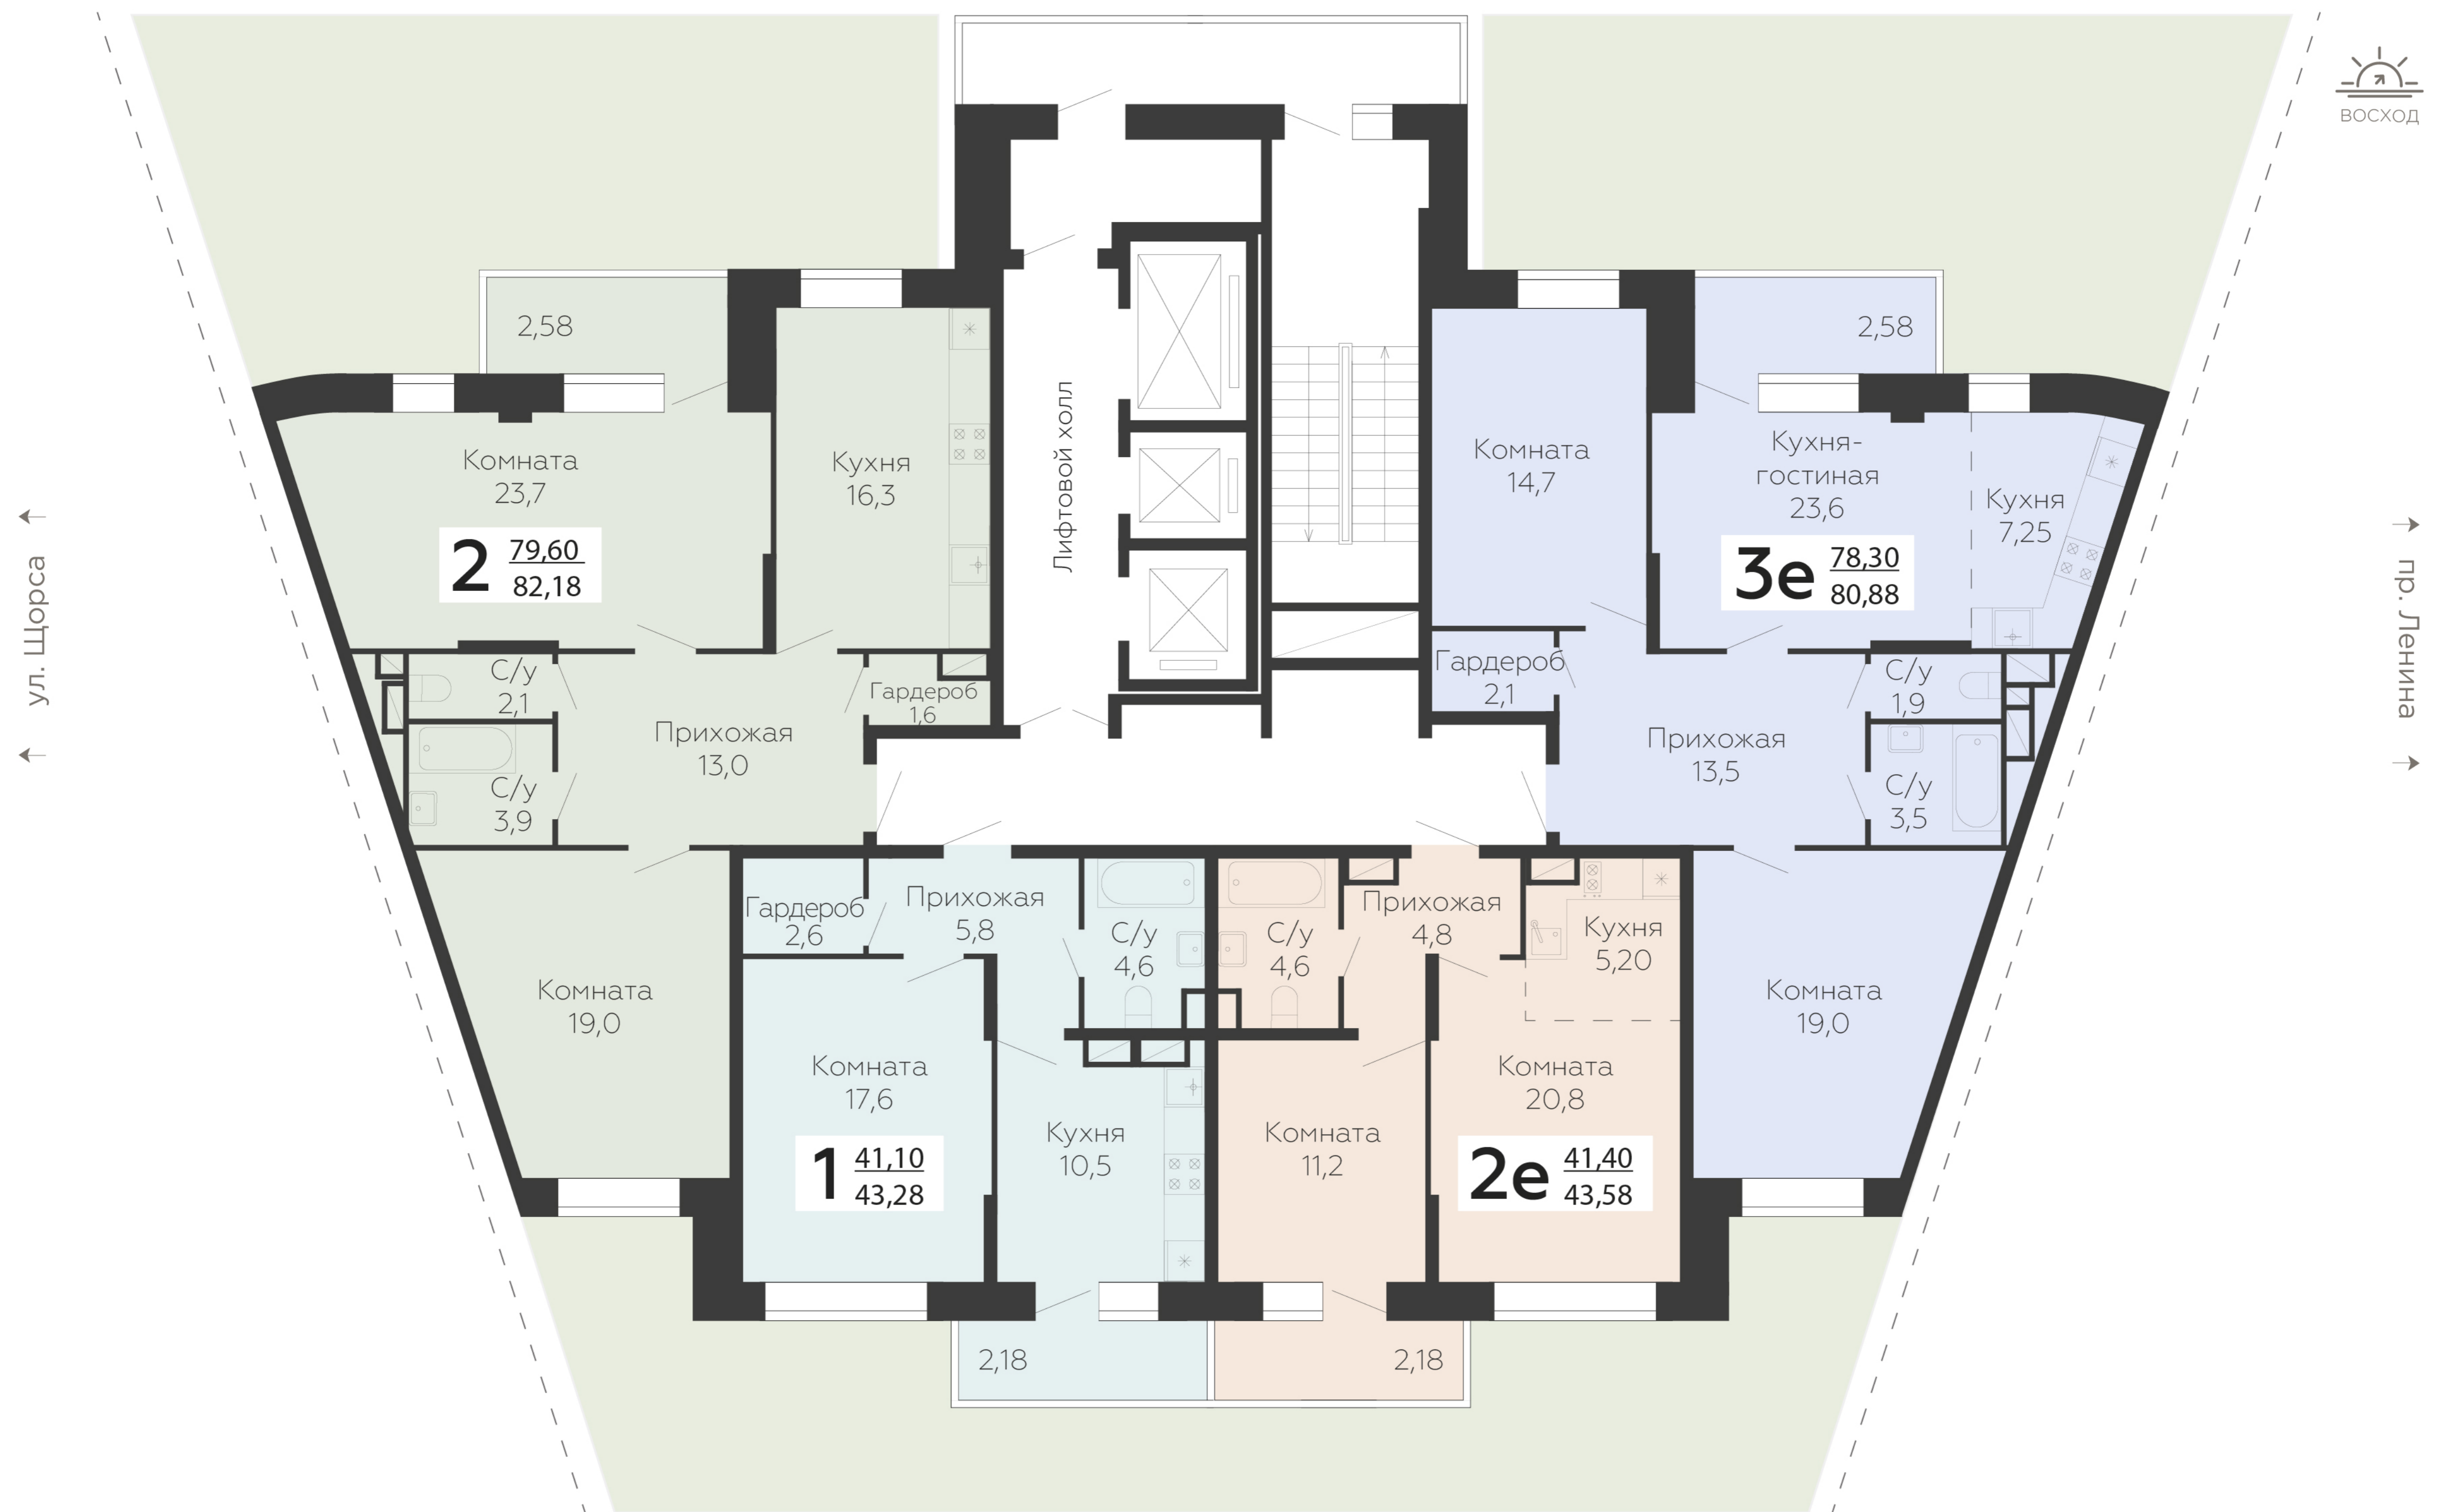 ВОСХОД
2,58
2,58
Комната
23,7
2
79,60
82,18
Кухня
16,3
Лифтовой холл
Комната
14,7
Кухня-
гостиная
23,6
Кухня
7,25
3е
78,30
80,88
ул. Щорса
пр. Ленина
С/у
2,1
Гардероб
1,6
Прихожая
13,0
С/у
3,9
Гардероб
2,1
Прихожая
13,5
С/у
1,9
С/у
3,5
Комната
19,0
Гардероб
2,6
Прихожая
5,8
С/у
4,6
Комната
17,6
1
41,10
43,28
Кухня
10,5
2,18
С/у
4,6
Прихожая
4,8
Кухня
5,20
Комната
11,2
Комната
20,8
2е
41,40
43,58
2,18
Комната
19,0